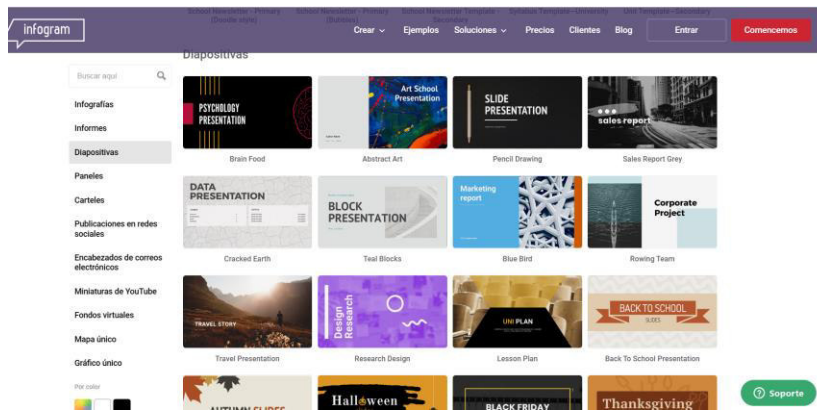 School Newsletter - Primary
(Doodle style)
School Newsletter - Primary
(Bubbles)
School Newsletter Template -
Secondary
Syllabus Template - University
Unit Template - Secondary
infogram
Crear
Ejemplos
Soluciones
Precios
Clientes
Blog
Entrar
Comencemos
Diapositivas
Buscar aquí
Infografías
Informes
Diapositivas
Paneles
Carteles
Publicaciones en redes
sociales
Encabezados de correos
electrónicos
Miniaturas de YouTube
Fondos virtuales
Mapa único
Gráfico único
Por color
PSYCHOLOGY
PRESENTATION
Brain Food
Art School
Presentation
Abstract Art
SLIDE
PRESENTATION
Pencil Drawing
sales report
Sales Report Grey
DATA
PRESENTATION
Cracked Earth
BLOCK
PRESENTATION
Teal Blocks
Marketing
report
Blue Bird
Corporate
Project
Rowing Team
TRAVEL STORY
Travel Presentation
Design
Research
Research Design
UNI PLAN
Lesson Plan
BACK TO SCHOOL
SLIDES
Back To School Presentation
AUTUMN SLIDES
Halloween
BLACK FRIDAY
Thanksgiving
Soporte